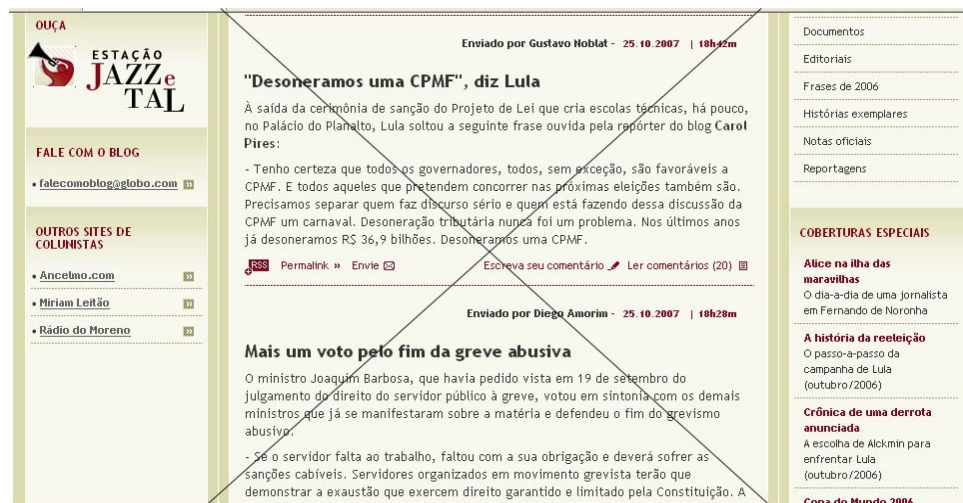 OUÇA
ESTAÇÃO
JAZZe
TAL
FALE COM O BLOG
• falecomoblog@globo.com
OUTROS SITES DE
COLUNISTAS
• Ancelmo.com
• Miriam Leitão
• Rádio do Moreno
Enviado por Gustavo Noblat - 25.10.2007 | 18h42m
"Desoneramos uma CPMF", diz Lula
À saída da cerimônia de sanção do Projeto de Lei que cria escolas técnicas, há pouco,
no Palácio do Planalto, Lula soltou a seguinte frase ouvida pela repórter do blog Carol
Pires:
- Tenho certeza que todos os governadores, todos, sem exceção, são favoráveis a
CPMF. E todos aqueles que pretendem concorrer nas próximas eleições também são.
Precisamos separar quem faz discurso sério e quem está fazendo dessa discussão da
CPMF um carnaval. Desoneração tributária nunca foi um problema. Nos últimos anos
já desoneramos R$ 36,9 bilhões. Desoneramos uma CPMF.
RSS Permalink » Envie Escreva seu comentário Ler comentários (20)
Enviado por Diego Amorim - 25.10.2007 | 18h28m
Mais um voto pelo fim da greve abusiva
O ministro Joaquim Barbosa, que havia pedido vista em 19 de setembro do
julgamento do direito do servidor público à greve, votou em sintonia com os demais
ministros que já se manifestaram sobre a matéria e defendeu o fim do grevismo
abusivo.
- Se o servidor falta ao trabalho, faltou com a sua obrigação e deverá sofrer as
sanções cabíveis. Servidores organizados em movimento grevista terão que
demonstrar a exaustão que exercem direito garantido e limitado pela Constituição. A
Documentos
Editoriais
Frases de 2006
Histórias exemplares
Notas oficiais
Reportagens
COBERTURAS ESPECIAIS
Alice na ilha das
maravilhas
O dia-a-dia de uma jornalista
em Fernando de Noronha
A história da reeleição
O passo-a-passo da
campanha de Lula
(outubro/2006)
Crônica de uma derrota
anunciada
A escolha de Alckmin para
enfrentar Lula
(outubro/2006)
Copa do Mundo 2006